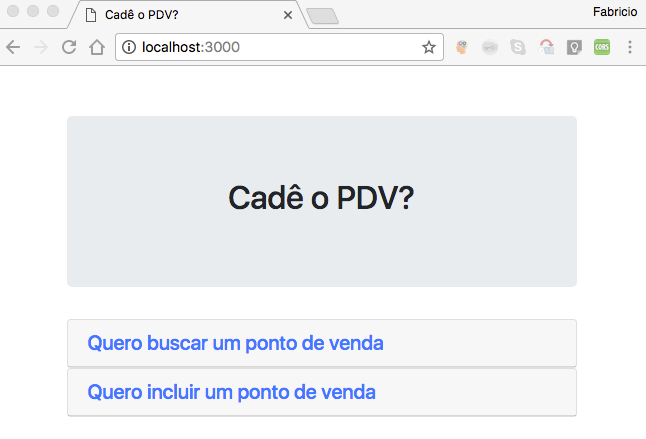 Cadê o PDV?
Fabricio
localhost:3000
CORS
Cadê o PDV?
Quero buscar um ponto de venda
Quero incluir um ponto de venda